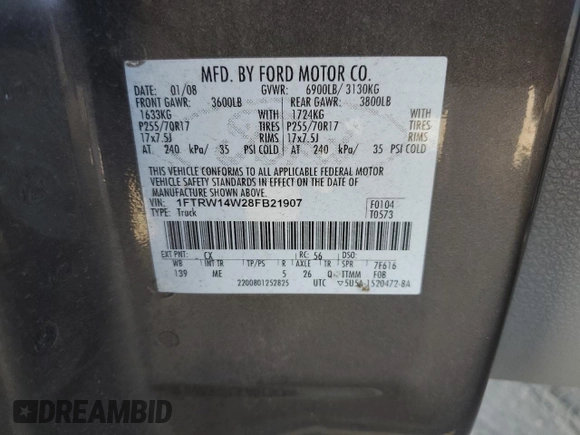 MFD. BY FORD MOTOR CO.
DATE: 01/08 GVWR: 6900LB/ 3130KG
FRONT GAWR: 3600LB REAR GAWR: 3800LB
1633KG WITH 1724KG WITH
P255/70R17 TIRES P255/70R17 TIRES
17x7.5J RIMS 17x7.5J RIMS
AT 240 kPa/ 35 PSI COLD AT 240 kPa/ 35 PSI COLD
THIS VEHICLE CONFORMS TO ALL APPLICABLE FEDERAL MOTOR
VEHICLE SAFETY STANDARDS IN EFFECT ON THE DATE OF
MANUFACTURE SHOWN ABOVE.
VIN: 1FTRW14W28FB21907 F0104
TYPE: Truck T0573
EXT PNT: CX RC: 56 DSO:
WB INT TR TP/PS R AXLE TR SPR 7F616
139 ME 5 26 Q TTMM FOB
2200801252825 UTC ▽5U5A-1520472-BA
DREAMBID